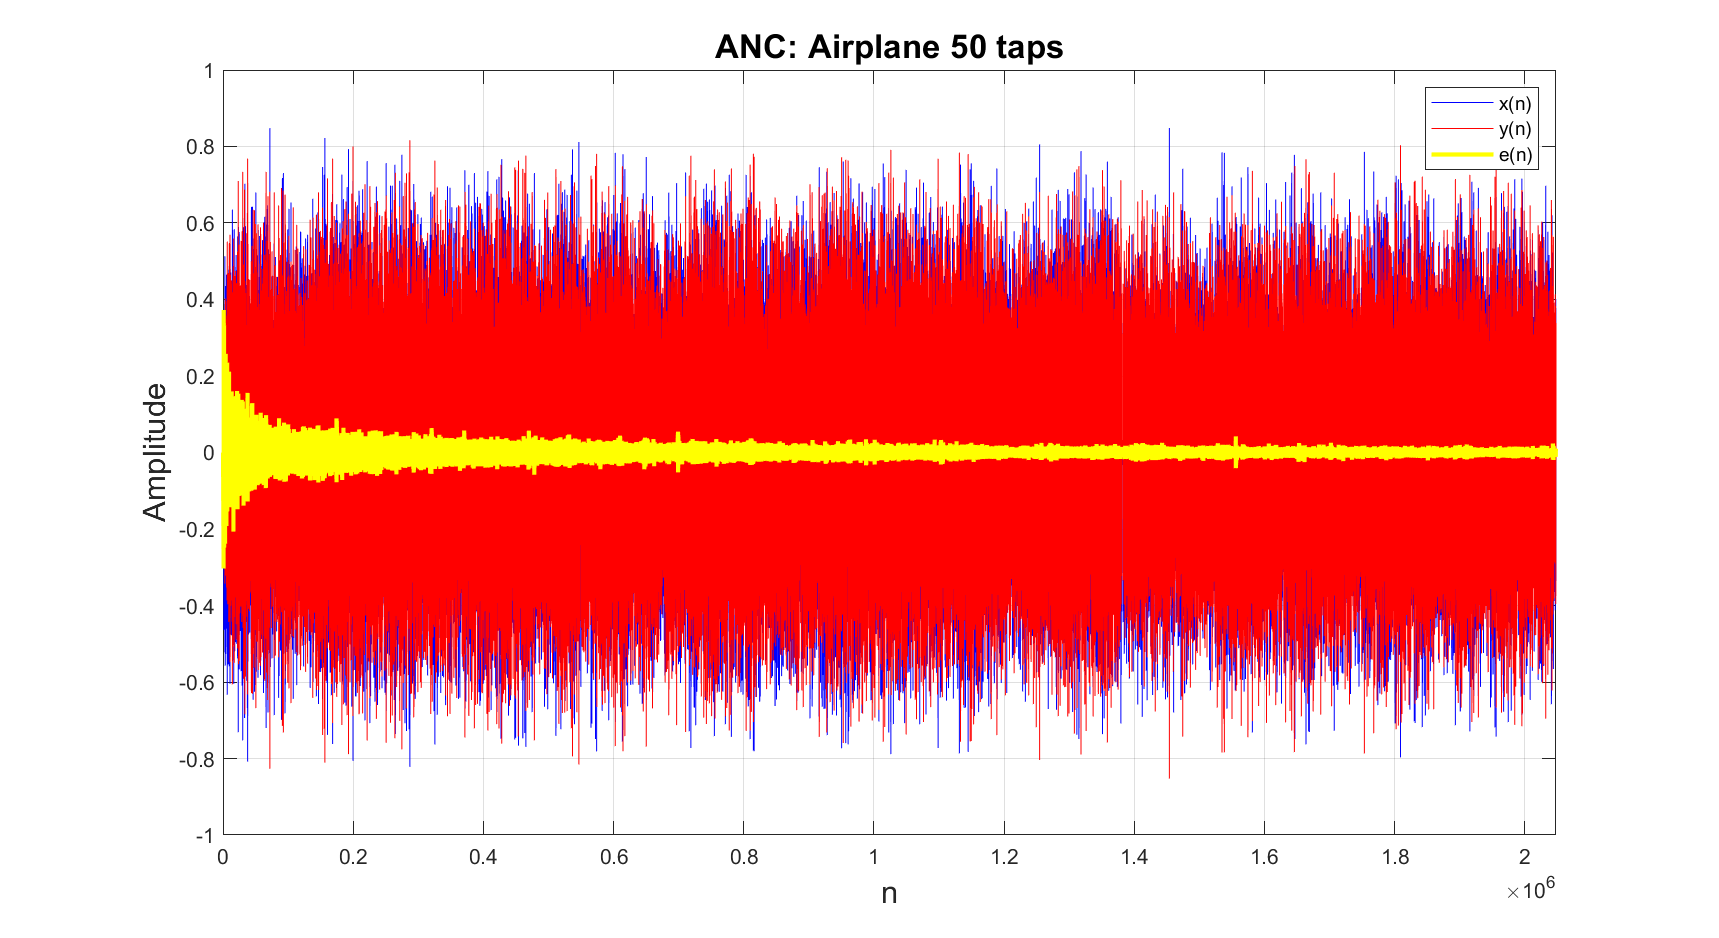 ANC: Airplane 50 taps
x(n)
y(n)
e(n)
1
0.8
0.6
0.4
0.2
0
-0.2
-0.4
-0.6
-0.8
-1
Amplitude
0 0.2 0.4 0.6 0.8 1 1.2 1.4 1.6 1.8 2
×10^6
n